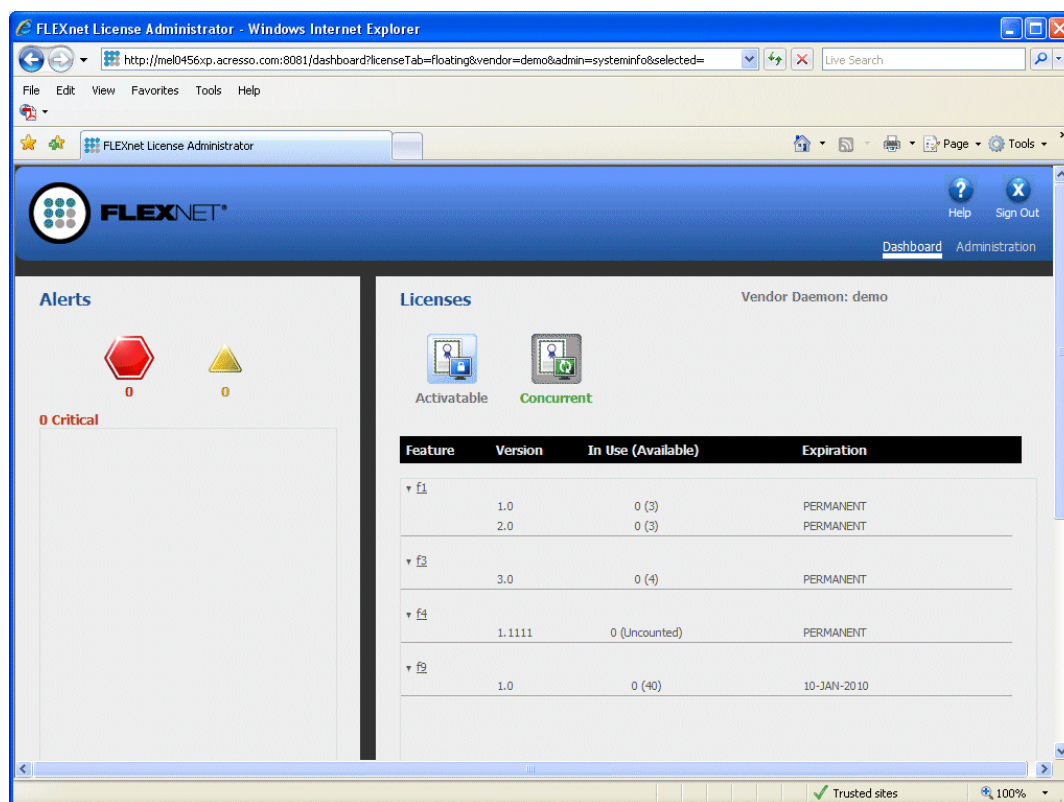 FLEXnet License Administrator - Windows Internet Explorer
http://mel0456xp.acresso.com:8081/dashboard?licenseTab=floating&vendor=demo&admin=systeminfo&selected=
Live Search
File Edit View Favorites Tools Help
FLEXnet License Administrator
Page
Tools
FLEXNET
Help
Sign Out
Dashboard
Administration
Alerts
0
0
0 Critical
Licenses
Vendor Daemon: demo
Activatable
Concurrent
Feature Version In Use (Available) Expiration
f1
1.0 0 (3) PERMANENT
2.0 0 (3) PERMANENT
f3
3.0 0 (4) PERMANENT
f4
1.1111 0 (Uncounted) PERMANENT
f9
1.0 0 (40) 10-JAN-2010
Trusted sites
100%